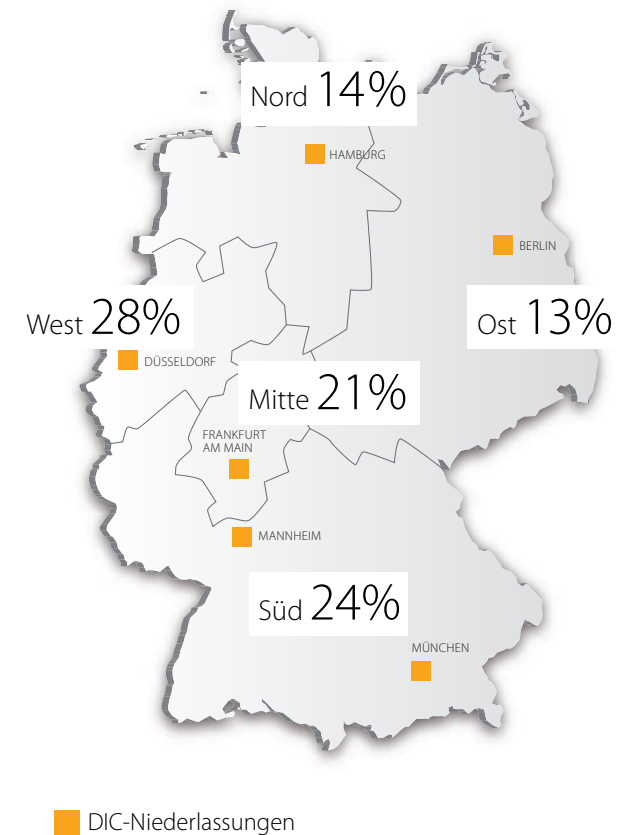 Nord 14%
HAMBURG
BERLIN
West 28%
Ost 13%
DÜSSELDORF
Mitte 21%
FRANKFURT
AM MAIN
MANNHEIM
Süd 24%
MÜNCHEN
DIC-Niederlassungen